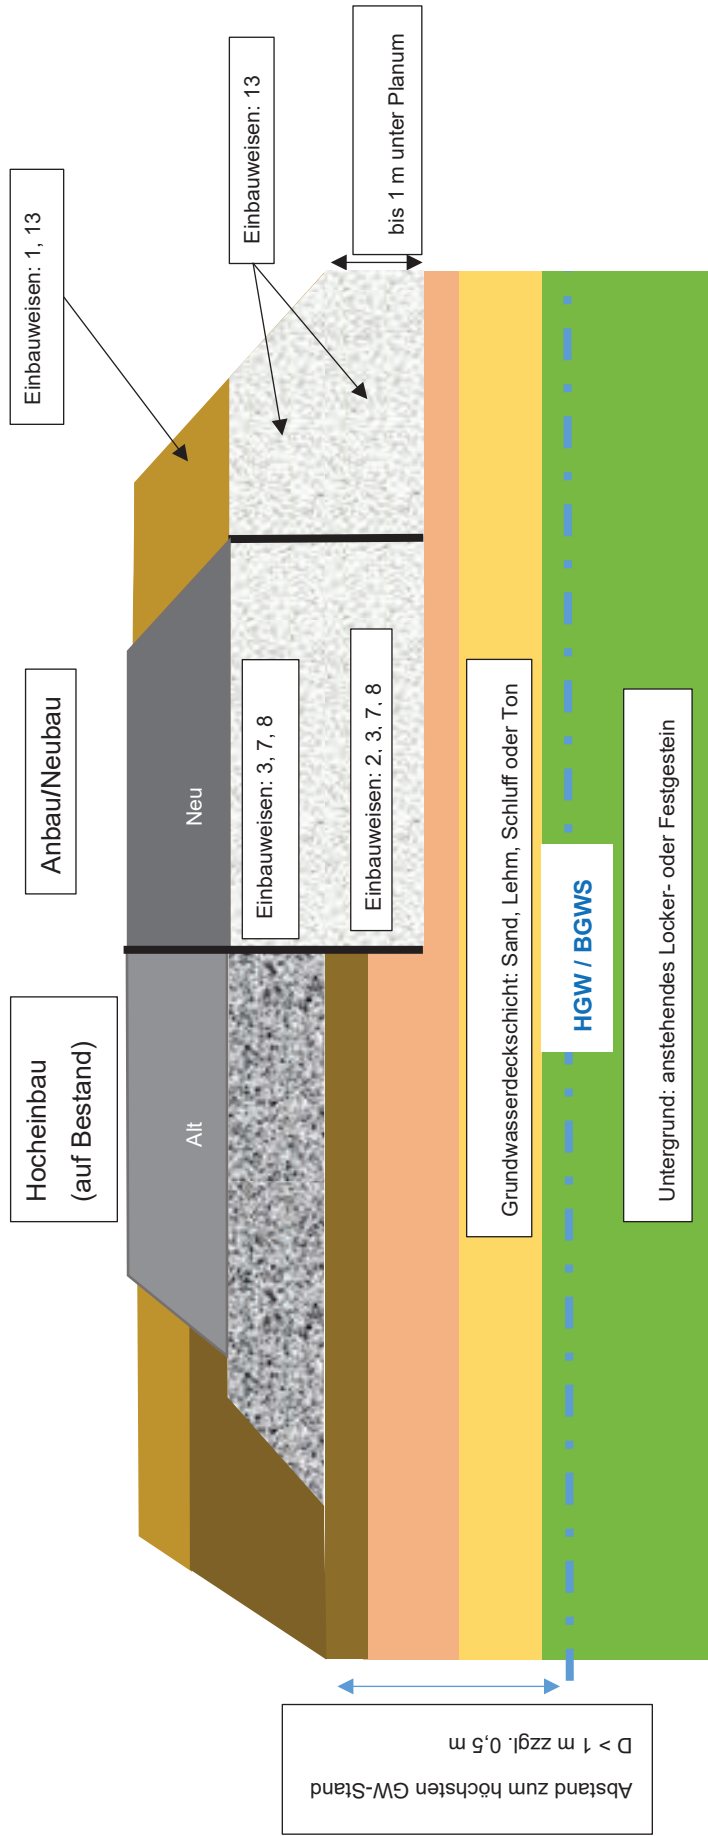 Abstand zum höchsten GW-Stand
D > 1 m zzgl. 0,5 m
Hocheinbau
(auf Bestand)
Anbau/Neubau
Einbauweisen: 1, 13
Einbauweisen: 13
bis 1 m unter Planum
Alt
Neu
Einbauweisen: 3, 7, 8
Einbauweisen: 2, 3, 7, 8
Grundwasserdeckschicht: Sand, Lehm, Schluff oder Ton
HGW / BGWS
Untergrund: anstehendes Locker- oder Festgestein